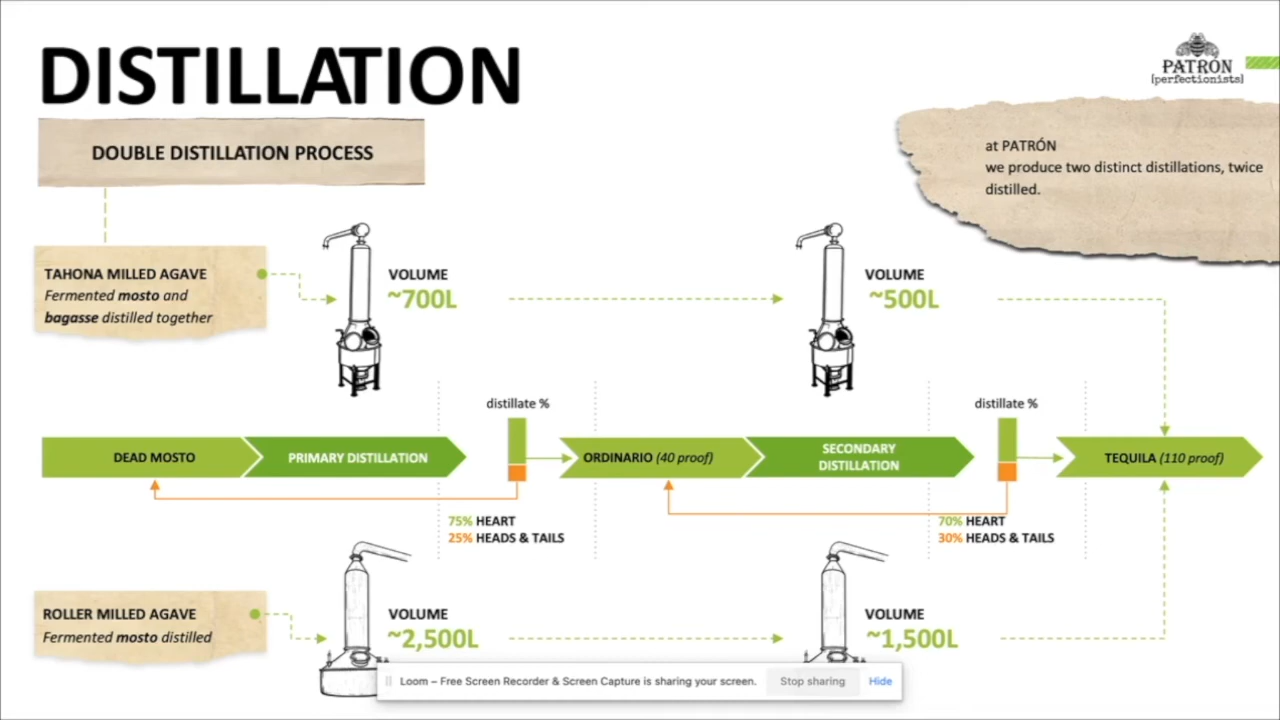 DISTILLATION
PATRÓN
[perfectionists]
DOUBLE DISTILLATION PROCESS
at PATRÓN
we produce two distinct distillations, twice
distilled.
TAHONA MILLED AGAVE
Fermented mosto and
bagasse distilled together
VOLUME
~700L
VOLUME
~500L
distillate %
distillate %
DEAD MOSTO
PRIMARY DISTILLATION
ORDINARIO (40 proof)
SECONDARY
DISTILLATION
TEQUILA (110 proof)
75% HEART
25% HEADS & TAILS
70% HEART
30% HEADS & TAILS
ROLLER MILLED AGAVE
Fermented mosto distilled
VOLUME
~2,500L
VOLUME
~1,500L
Loom – Free Screen Recorder & Screen Capture is sharing your screen.
Stop sharing
Hide